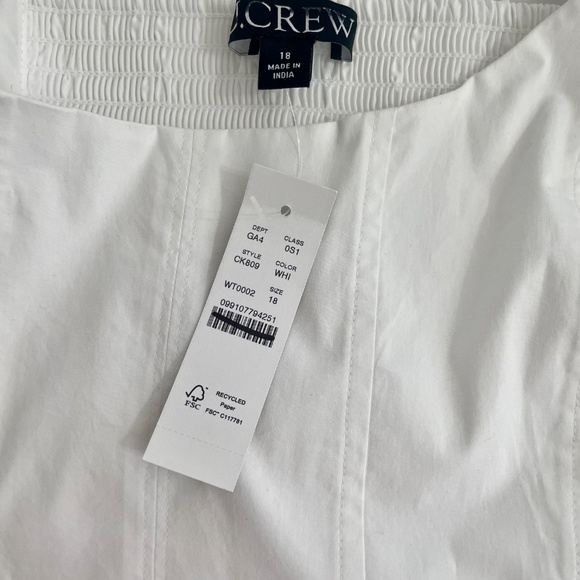 J.CREW
18
MADE IN
INDIA
DEPT CLASS
GA4 0S1
STYLE COLOR
CK809 WHI
WT0002 SIZE
18
099107794251
FSC
RECYCLED
Paper
FSC® C117781